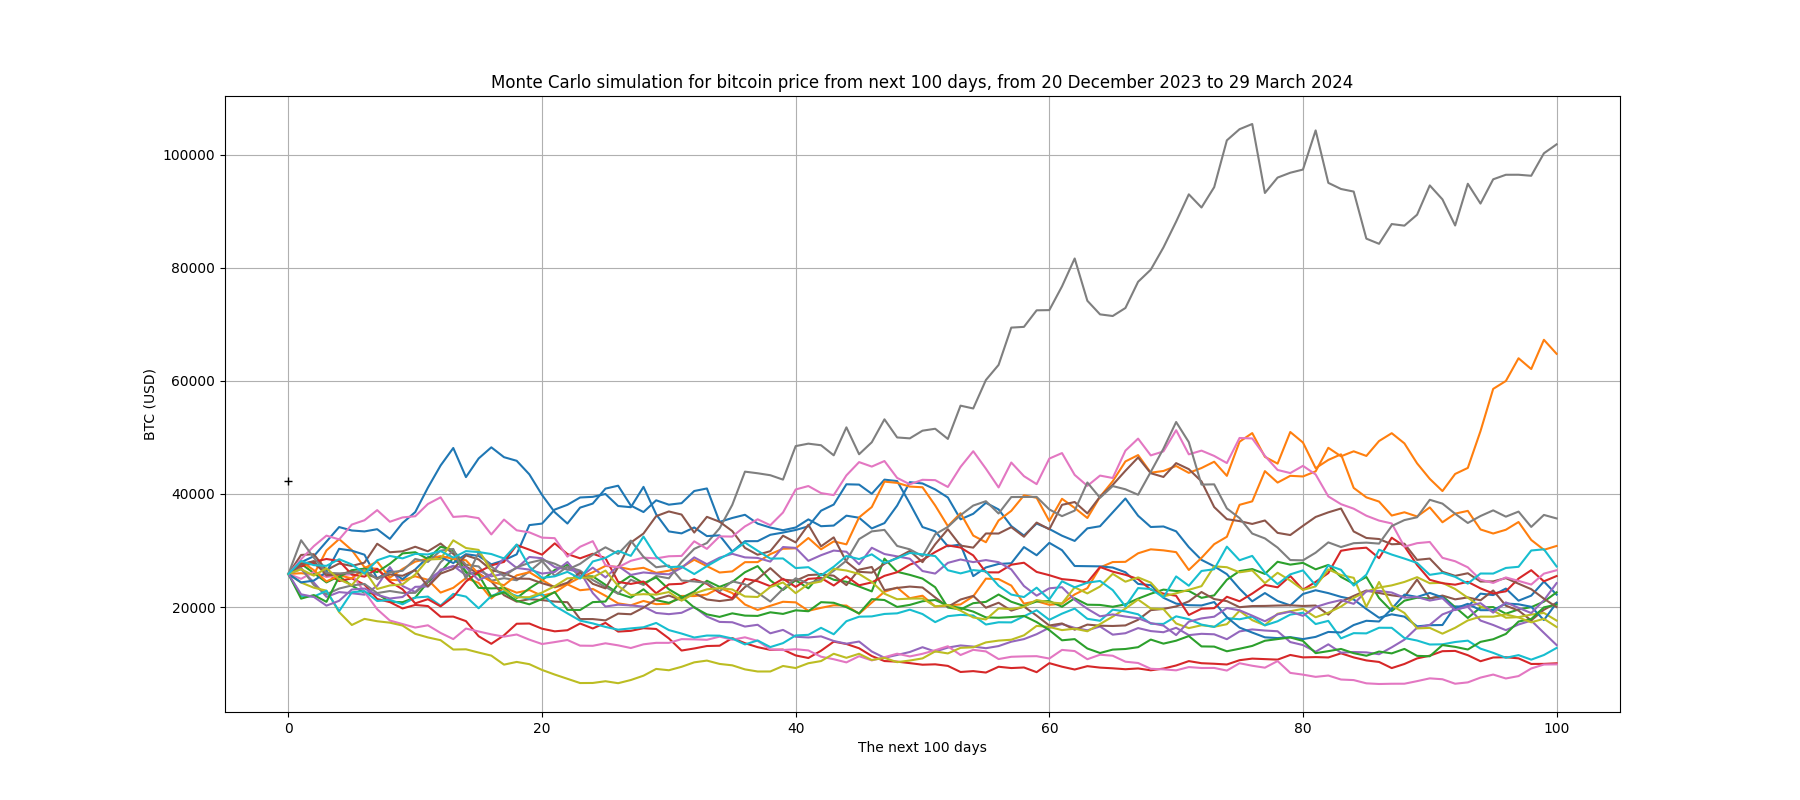 Monte Carlo simulation for bitcoin price from next 100 days, from 20 December 2023 to 29 March 2024
100000
80000
60000
40000
20000
BTC (USD)
0 20 40 60 80 100
The next 100 days